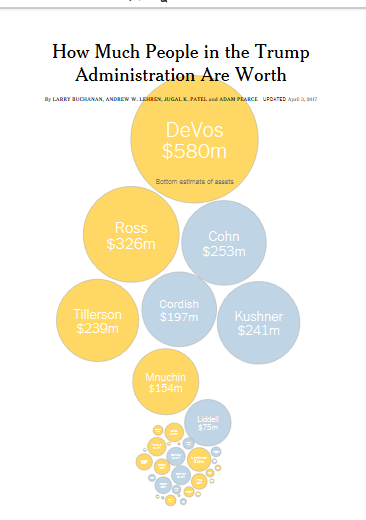 How Much People in the Trump
Administration Are Worth
By LARRY BUCHANAN, ANDREW W. LEHREN, JUGAL K. PATEL and ADAM PEARCE UPDATED April 3, 2017
DeVos
$580m
Bottom estimate of assets
Ross
$326m
Cohn
$253m
Tillerson
$239m
Cordish
$197m
Kushner
$241m
Mnuchin
$154m
Liddell
$75m